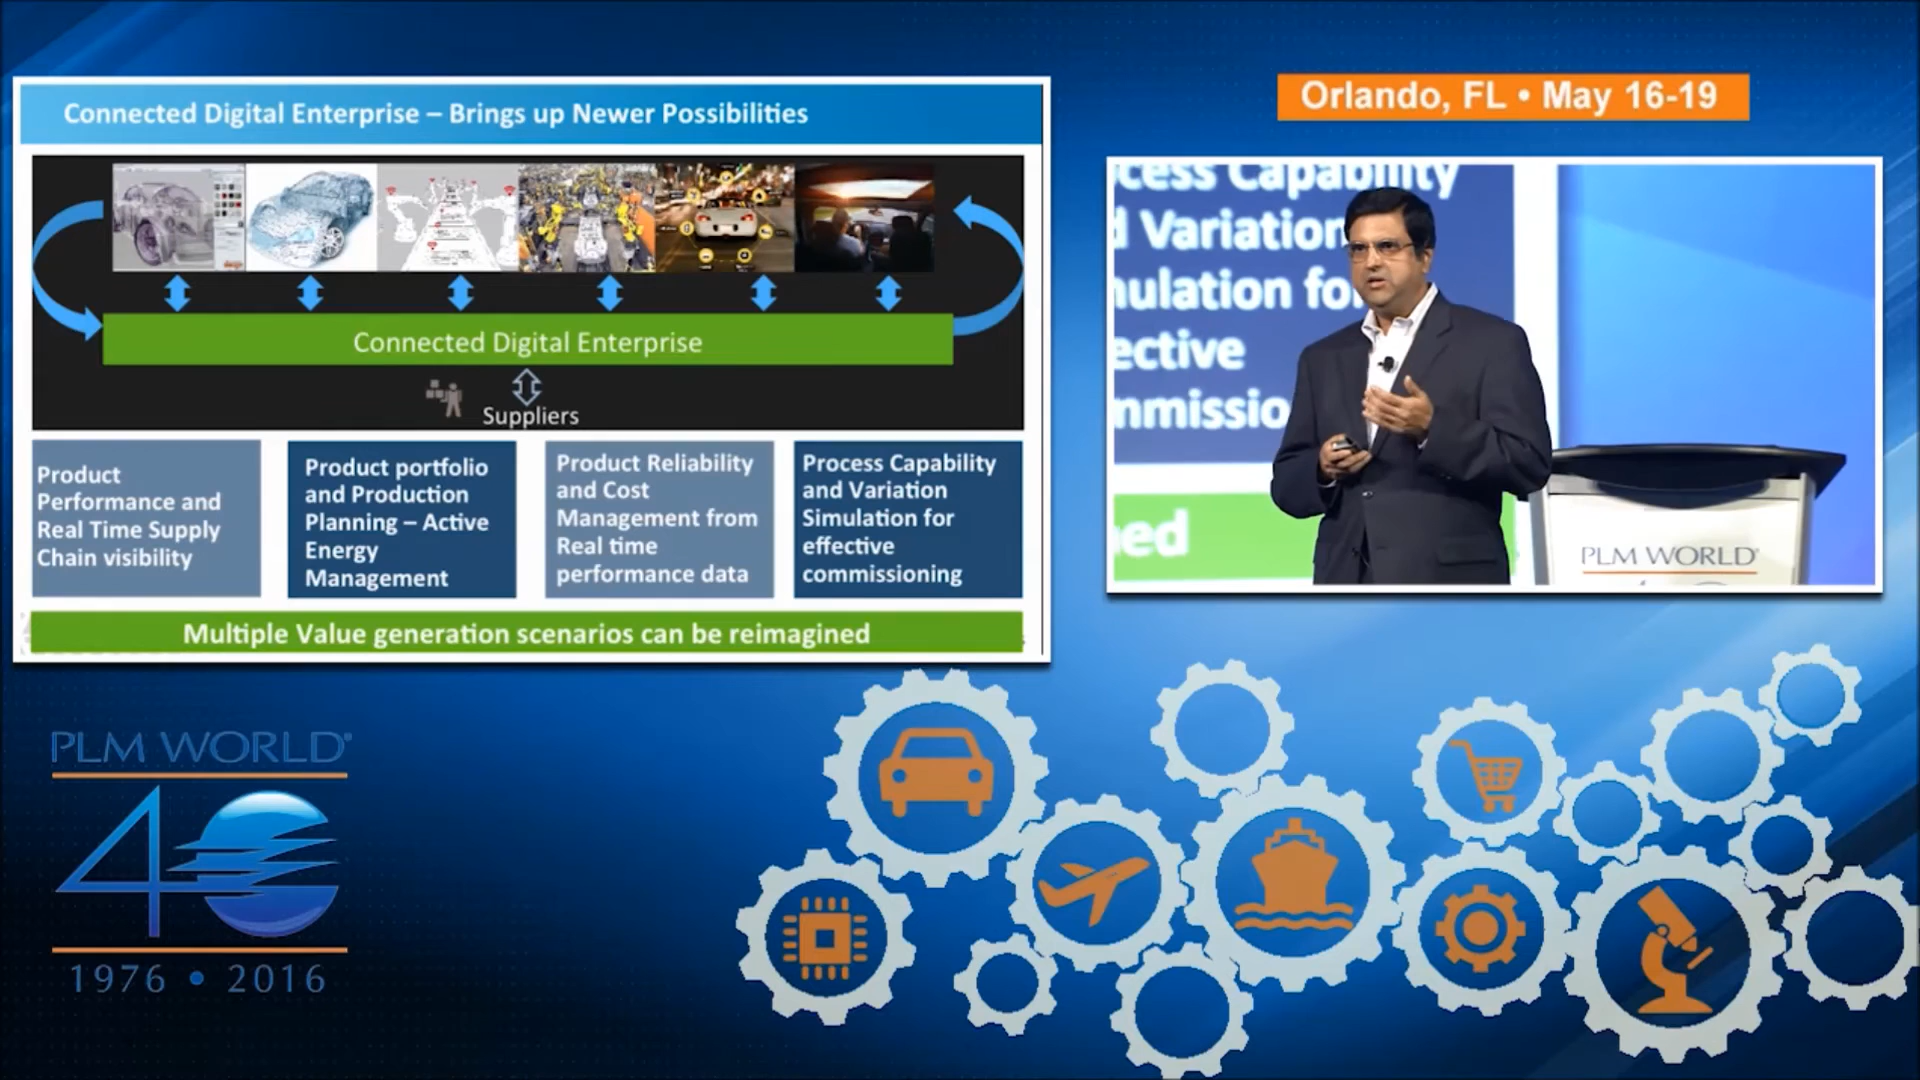 Connected Digital Enterprise – Brings up Newer Possibilities
Connected Digital Enterprise
Suppliers
Product
Performance and
Real Time Supply
Chain visibility
Product portfolio
and Production
Planning – Active
Energy
Management
Product Reliability
and Cost
Management from
Real time
performance data
Process Capability
and Variation
Simulation for
effective
commissioning
Multiple Value generation scenarios can be reimagined
Orlando, FL • May 16-19
cess Capability
d Variation
ulation for
ective
mmissio
ed
PLM WORLD
PLM WORLD
40
1976 • 2016